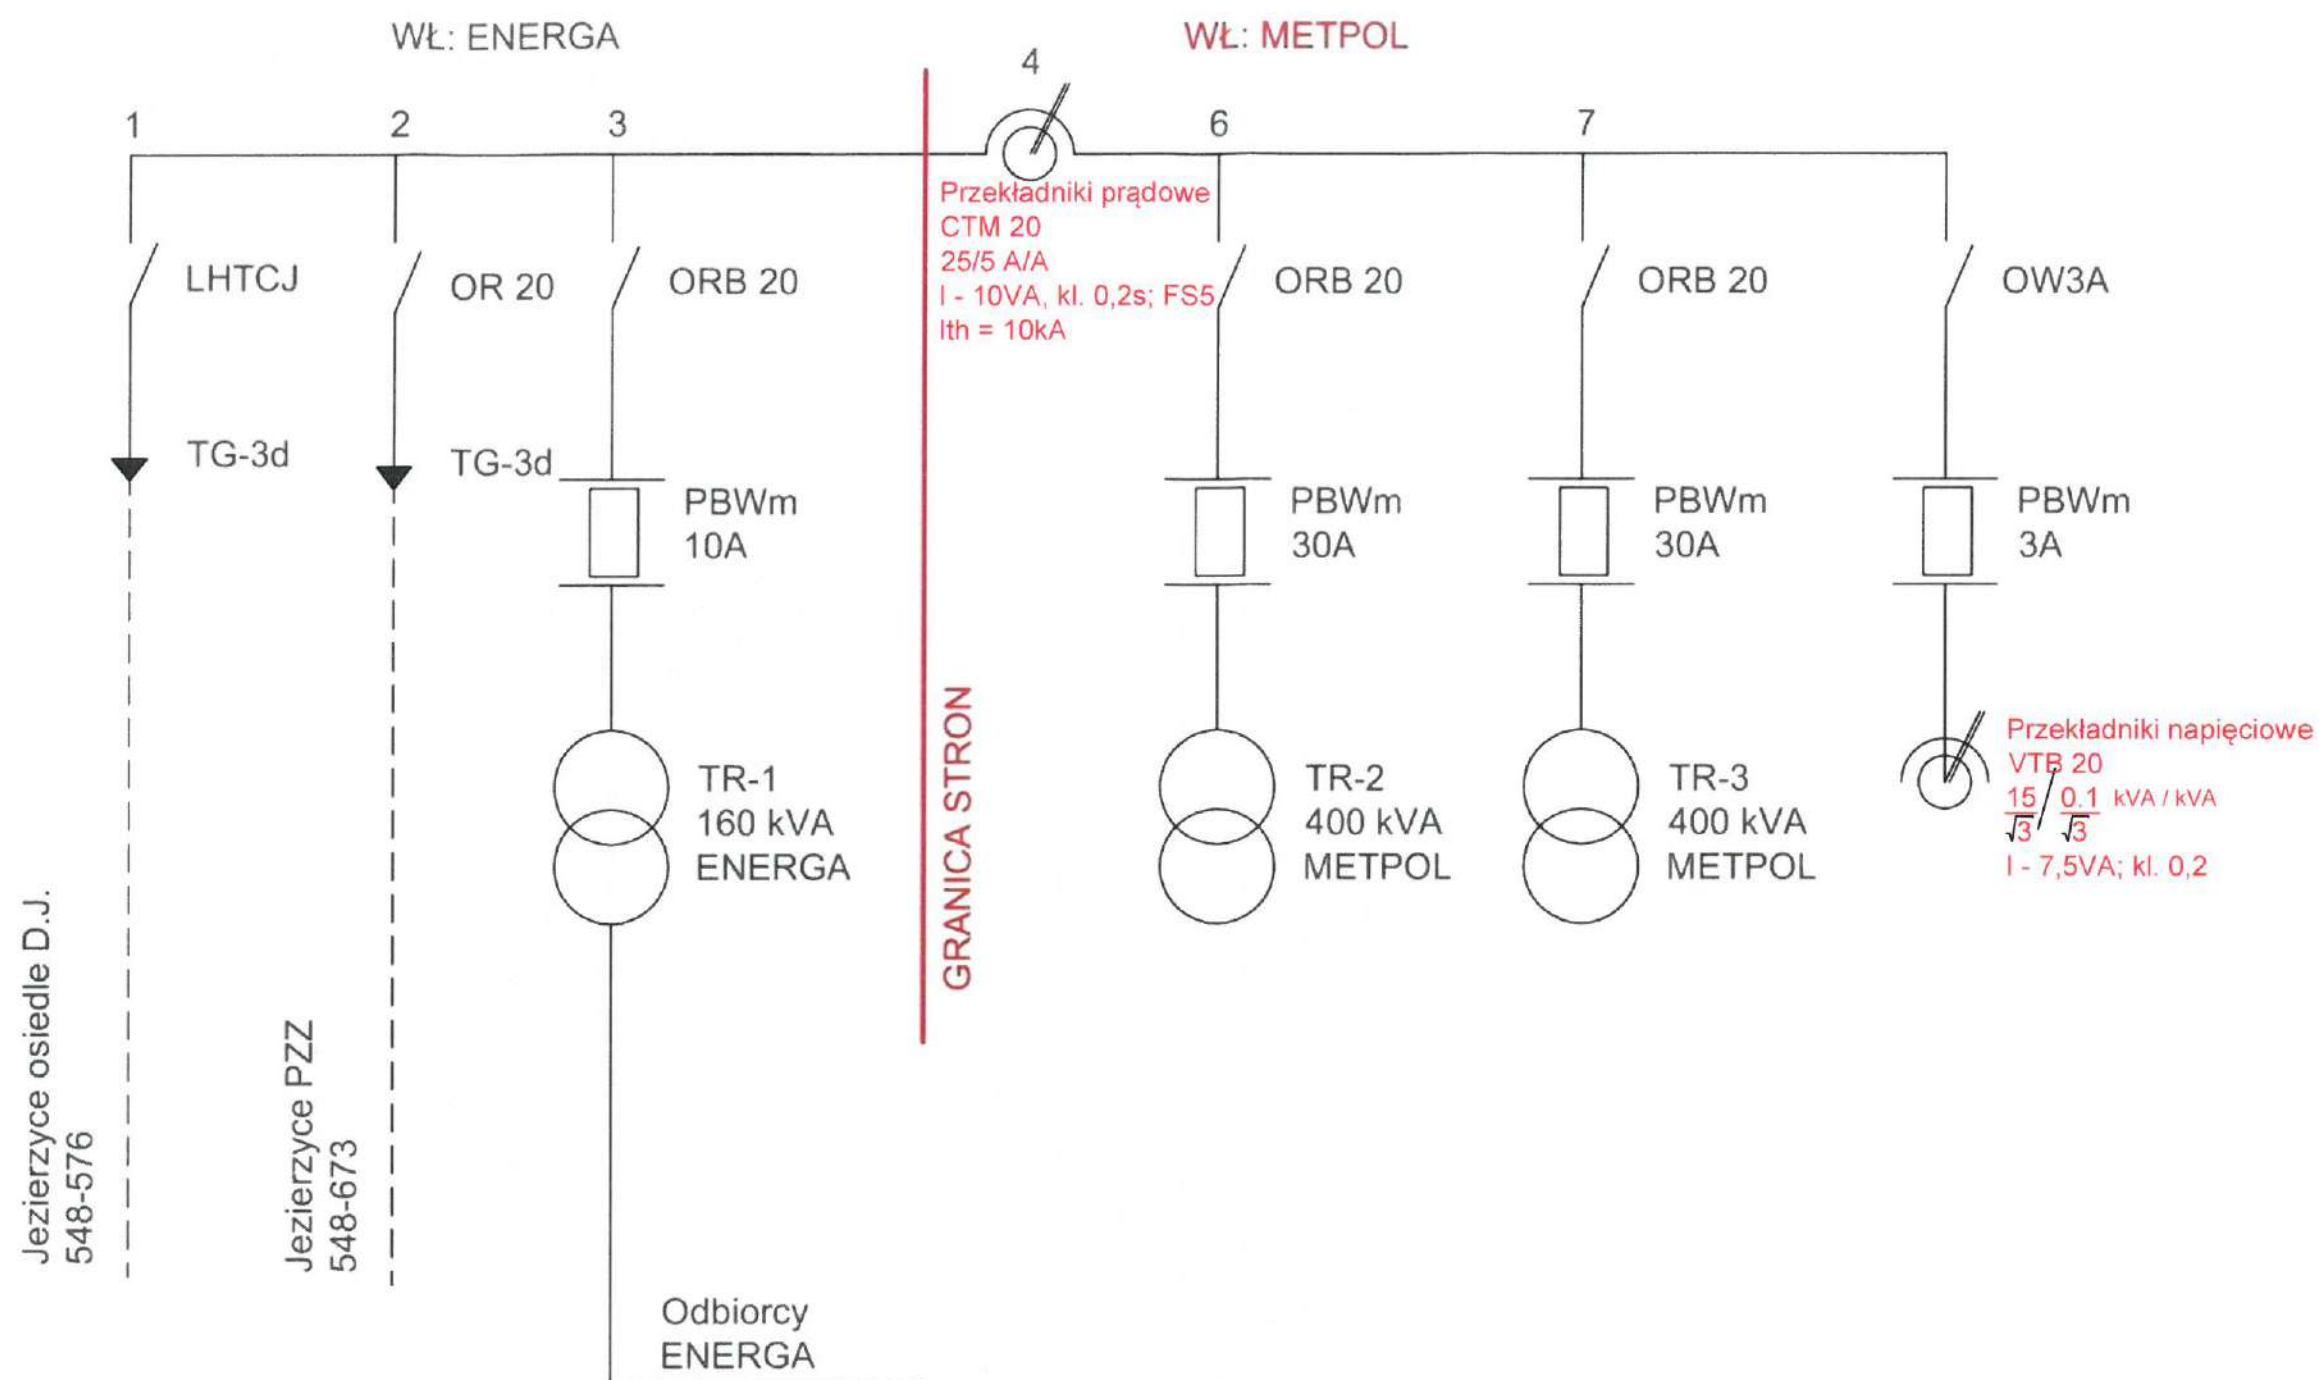 WŁ: ENERGA
WŁ: METPOL
1
2
3
4
6
7
LHTCJ
OR 20
ORB 20
Przekładniki prądowe
CTM 20
25/5 A/A
I - 10VA, kl. 0,2s; FS5
Ith = 10kA
ORB 20
ORB 20
OW3A
TG-3d
TG-3d
PBWm
10A
PBWm
30A
PBWm
30A
PBWm
3A
TR-1
160 kVA
ENERGA
GRANICA STRON
TR-2
400 kVA
METPOL
TR-3
400 kVA
METPOL
Przekładniki napięciowe
VTB 20
15/√3 / 0.1/√3 kVA / kVA
I - 7,5VA; kl. 0,2
Jezierzyce osiedle D.J.
548-576
Jezierzyce PZZ
548-673
Odbiorcy
ENERGA